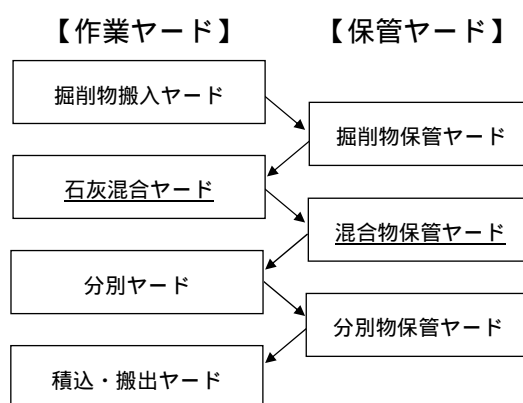 【作業ヤード】
【保管ヤード】
掘削物搬入ヤード
掘削物保管ヤード
石灰混合ヤード
混合物保管ヤード
分別ヤード
分別物保管ヤード
積込・搬出ヤード